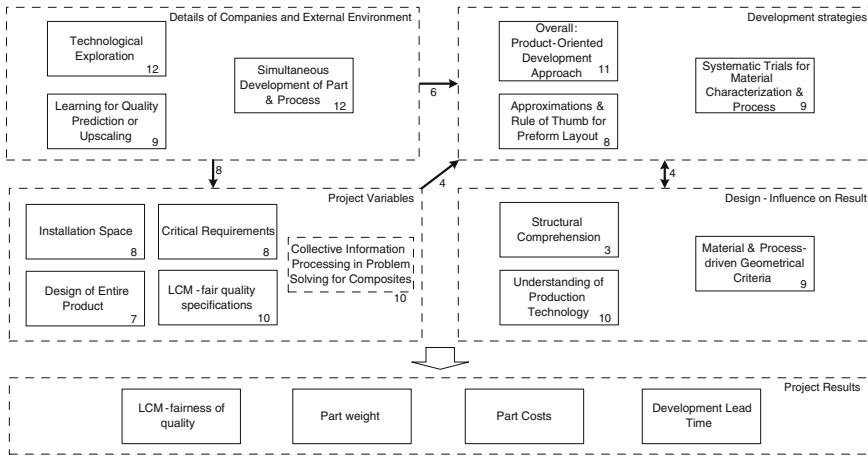 Details of Companies and External Environment
Technological
Exploration
12
Simultaneous
Development of Part
& Process
12
Learning for Quality
Prediction or
Upscaling
9
6
Development strategies
Overall:
Product-Oriented
Development
Approach
11
Systematic Trials for
Material
Characterization &
Process
9
Approximations &
Rule of Thumb for
Preform Layout
8
8
4
4
Project Variables
Installation Space
8
Critical Requirements
8
Collective Information
Processing in Problem
Solving for Composites
10
Design of Entire
Product
7
LCM -fair quality
specifications
10
Design - Influence on Result
Structural
Comprehension
3
Material & Process-
driven Geometrical
Criteria
9
Understanding of
Production
Technology
10
Project Results
LCM-fairness of
quality
Part weight
Part Costs
Development Lead
Time